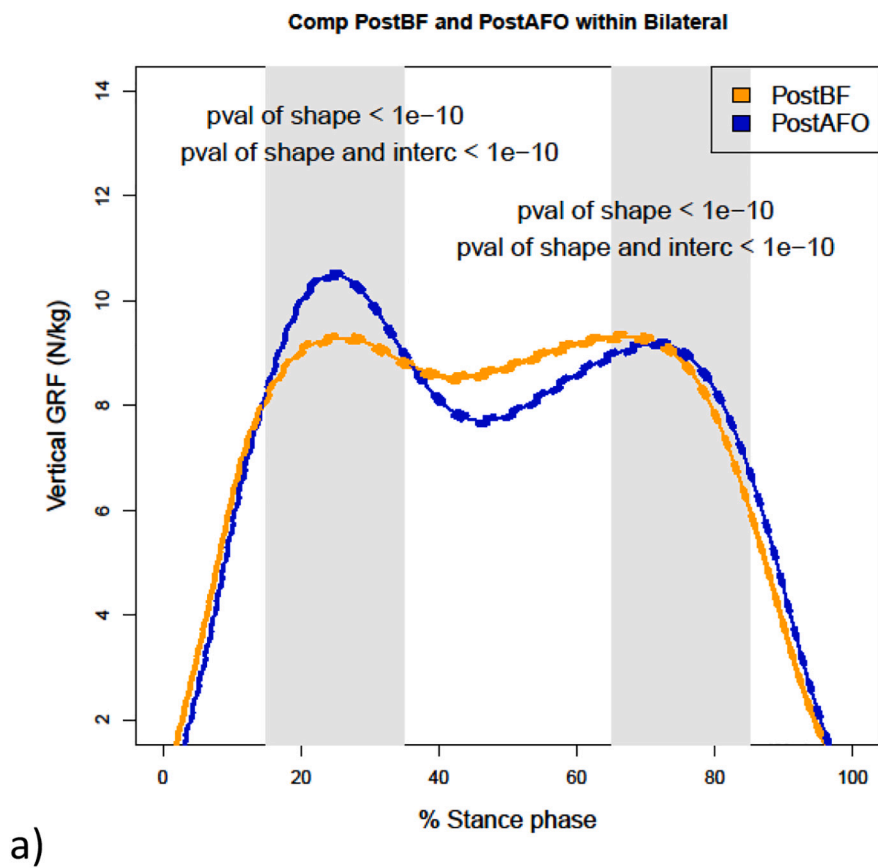 Comp PostBF and PostAFO within Bilateral
PostBF
PostAFO
pval of shape < 1e−10
pval of shape and interc < 1e−10
pval of shape < 1e−10
pval of shape and interc < 1e−10
Vertical GRF (N/kg)
14
12
10
8
6
4
2
0 20 40 60 80 100
% Stance phase
a)